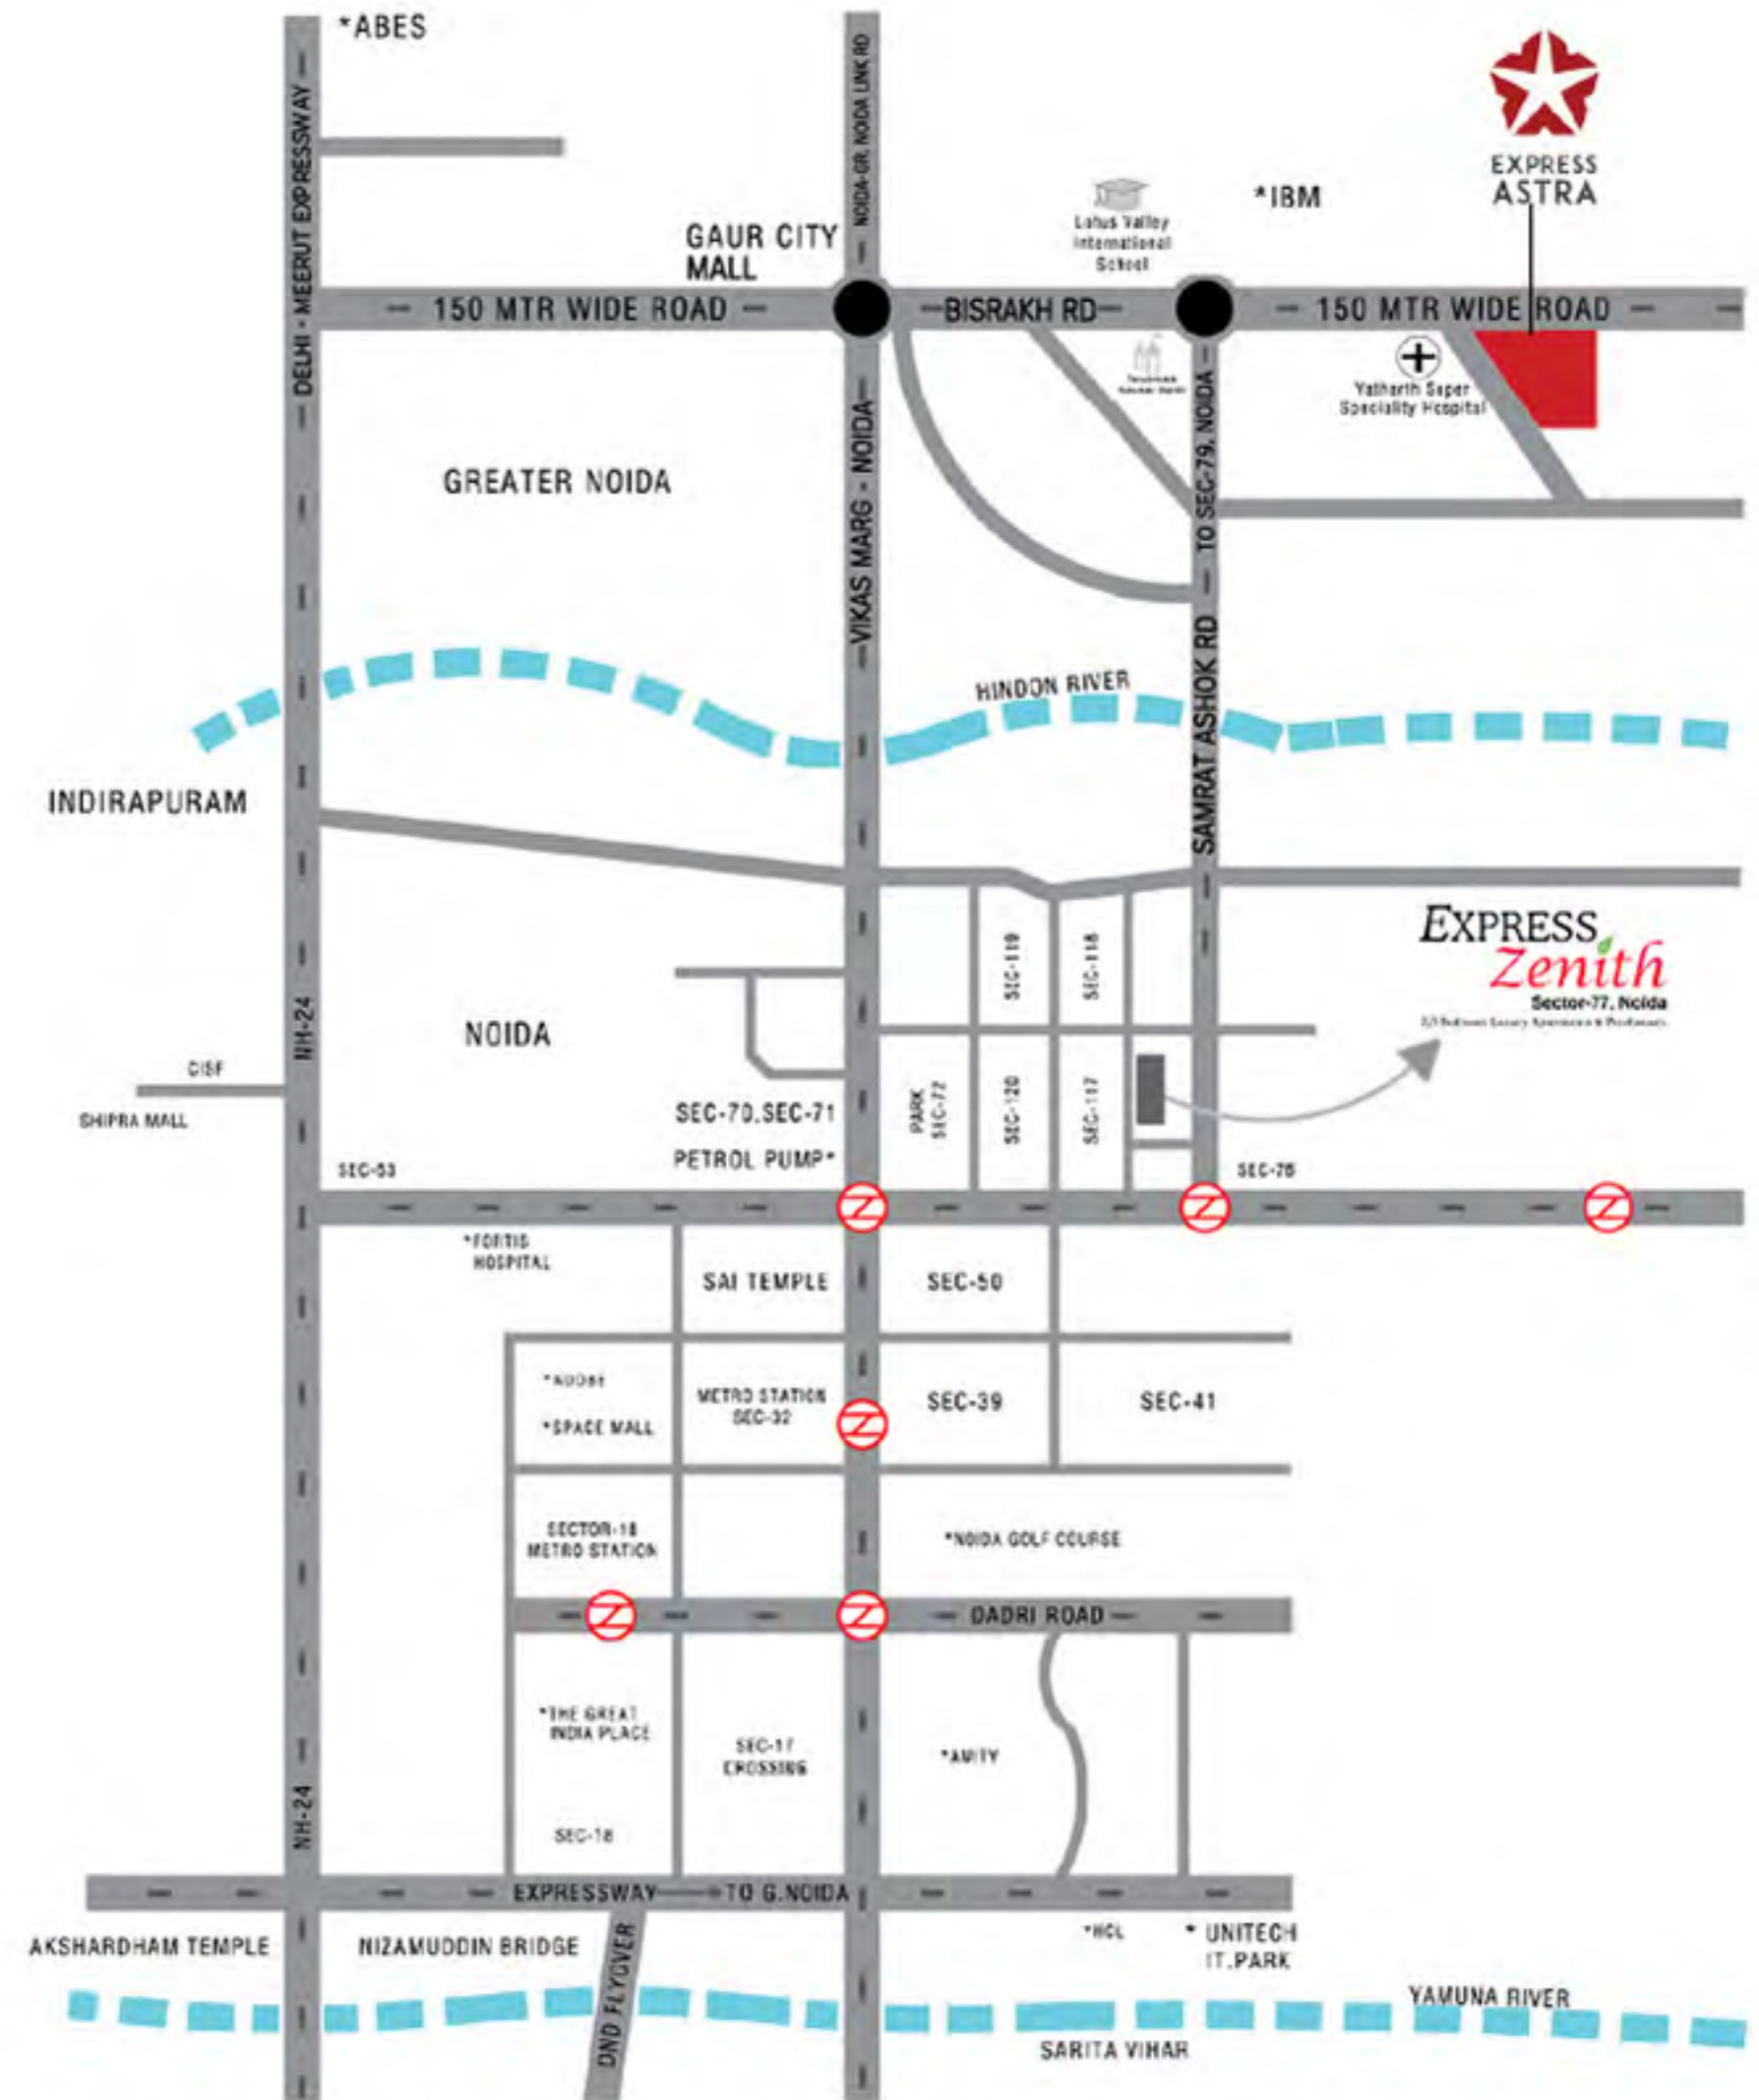 *ABES
NOIDA-GR. NOIDA LINK RD
EXPRESS
ASTRA
*IBM
DELHI - MEERUT EXPRESSWAY
Lotus Valley
International
School
GAUR CITY
MALL
150 MTR WIDE ROAD
BISRAKH RD
150 MTR WIDE ROAD
Yatharth Super
Speciality Hospital
TO SEC-79, NOIDA
VIKAS MARG - NOIDA
GREATER NOIDA
SAMRAT ASHOK RD
HINDON RIVER
INDIRAPURAM
EXPRESS
Zenith
Sector-77, Noida
SEC-119
SEC-118
NH-24
NOIDA
CISF
SHIPRA MALL
SEC-70,SEC-71
PARK
SEC-72
SEC-120
SEC-117
PETROL PUMP*
SEC-76
*FORTIS
HOSPITAL
SAI TEMPLE
SEC-50
*ADOBE
METRO STATION
SEC-32
SEC-39
SEC-41
*SPACE MALL
SECTOR-18
METRO STATION
*NOIDA GOLF COURSE
DADRI ROAD
*THE GREAT
INDIA PLACE
SEC-17
CROSSING
*AMITY
NH-24
SEC-18
EXPRESSWAY
TO G.NOIDA
AKSHARDHAM TEMPLE
NIZAMUDDIN BRIDGE
DND FLYOVER
*HCL
* UNITECH
IT.PARK
YAMUNA RIVER
SARITA VIHAR